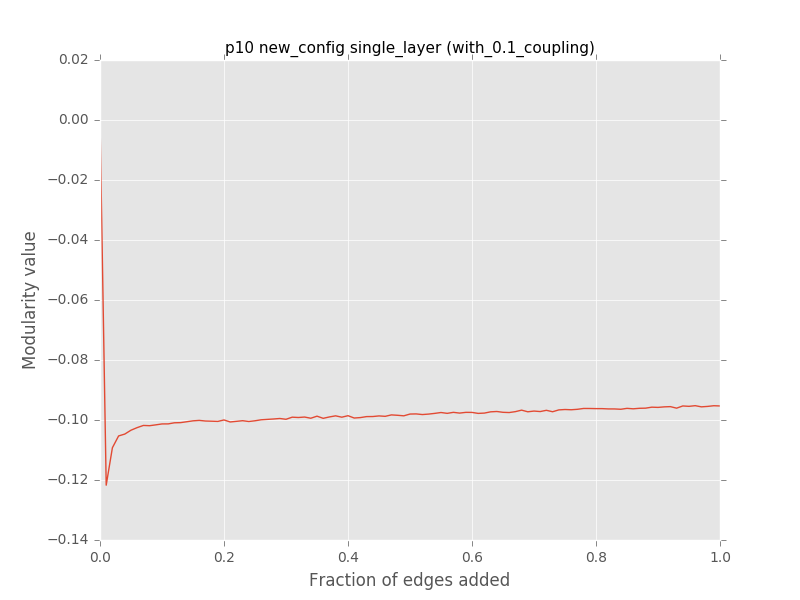 p10 new_config single_layer (with_0.1_coupling)
0.02
0.00
−0.02
−0.04
−0.06
−0.08
−0.10
−0.12
−0.14
Modularity value
0.0 0.2 0.4 0.6 0.8 1.0
Fraction of edges added